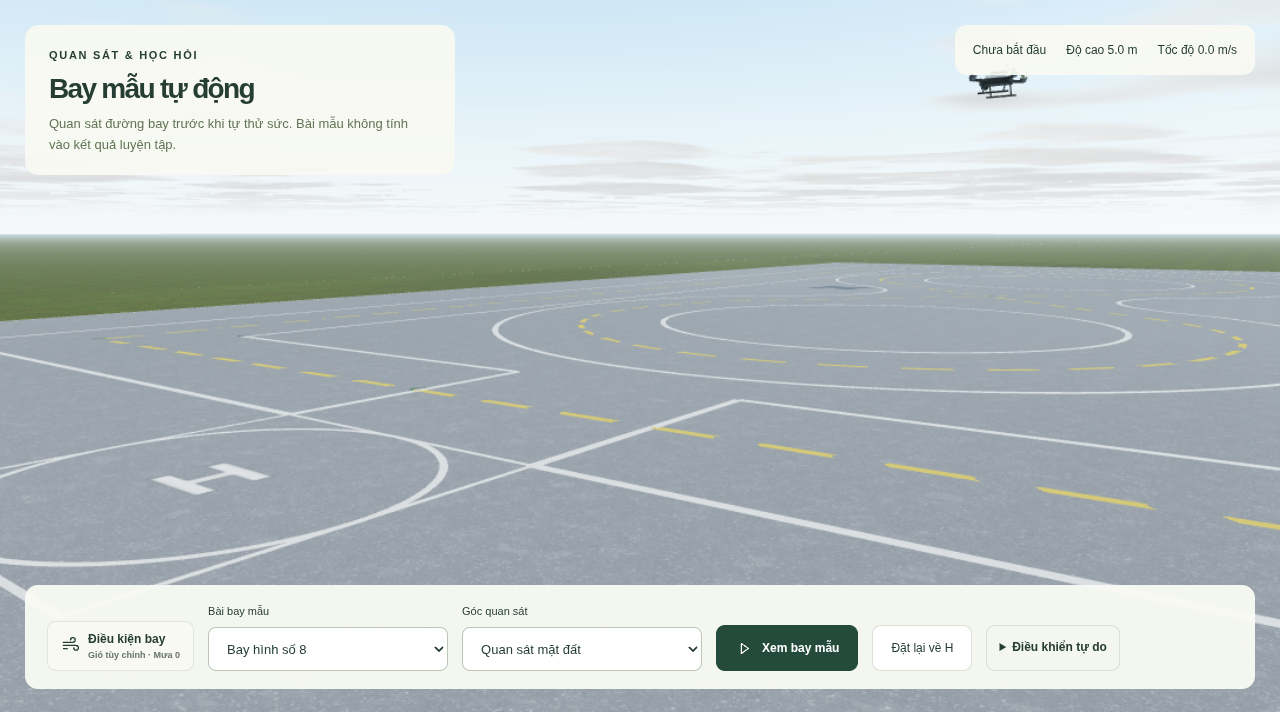 QUAN SÁT & HỌC HỎI
Bay mẫu tự động
Quan sát đường bay trước khi tự thử sức. Bài mẫu không tính
vào kết quả luyện tập.
Chưa bắt đầu Độ cao 5.0 m Tốc độ 0.0 m/s
H
Điều kiện bay
Gió tùy chỉnh · Mưa 0
Bài bay mẫu
Bay hình số 8
Góc quan sát
Quan sát mặt đất
Xem bay mẫu
Đặt lại về H
Điều khiển tự do